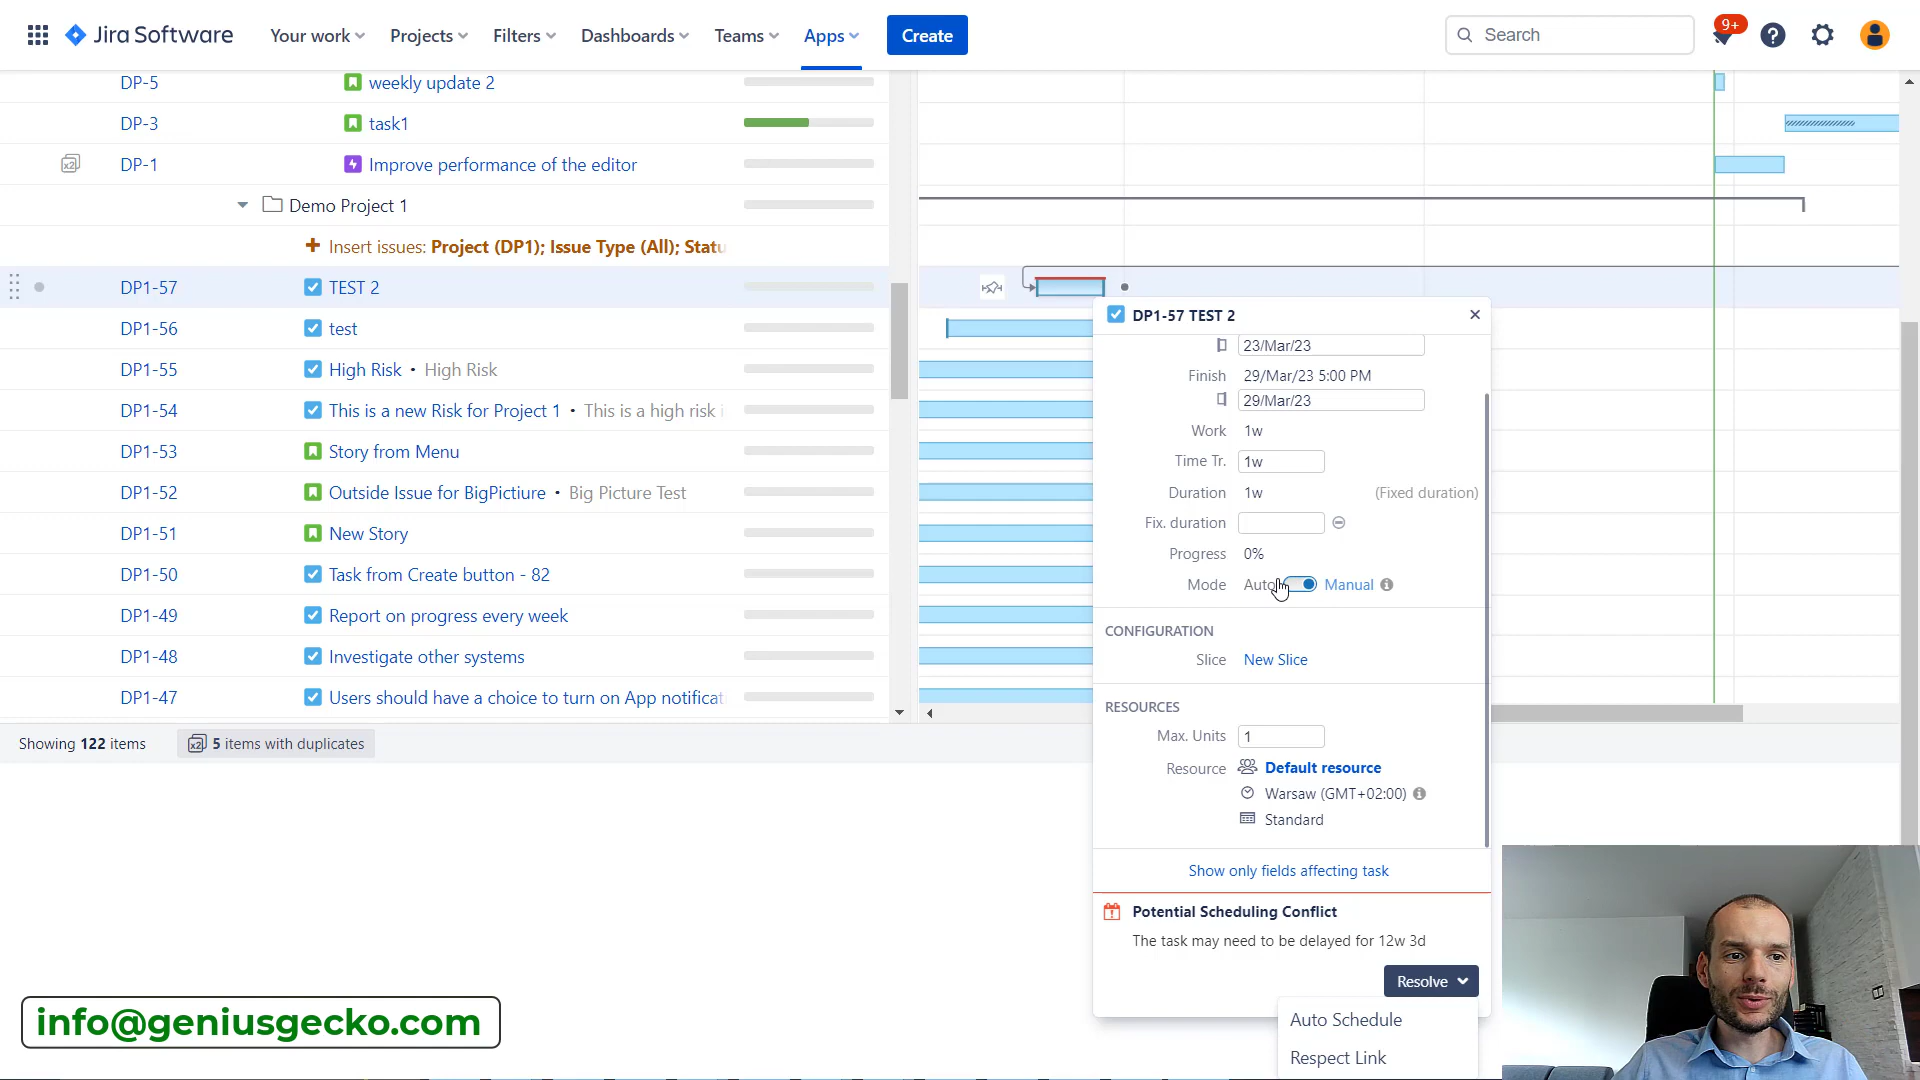 Jira Software
Your work
Projects
Filters
Dashboards
Teams
Apps
Create
Search
9+
DP-5 weekly update 2
DP-3 task1
DP-1 Improve performance of the editor
Demo Project 1
Insert issues: Project (DP1); Issue Type (All); Statu
DP1-57 TEST 2
DP1-56 test
DP1-55 High Risk • High Risk
DP1-54 This is a new Risk for Project 1 • This is a high risk i
DP1-53 Story from Menu
DP1-52 Outside Issue for BigPictiure • Big Picture Test
DP1-51 New Story
DP1-50 Task from Create button - 82
DP1-49 Report on progress every week
DP1-48 Investigate other systems
DP1-47 Users should have a choice to turn on App notificat
Showing 122 items
5 items with duplicates
DP1-57 TEST 2
23/Mar/23
Finish 29/Mar/23 5:00 PM
29/Mar/23
Work 1w
Time Tr. 1w
Duration 1w (Fixed duration)
Fix. duration
Progress 0%
Mode Auto Manual
CONFIGURATION
Slice New Slice
RESOURCES
Max. Units 1
Resource Default resource
Warsaw (GMT+02:00)
Standard
Show only fields affecting task
Potential Scheduling Conflict
The task may need to be delayed for 12w 3d
Resolve
Auto Schedule
Respect Link
info@geniusgecko.com